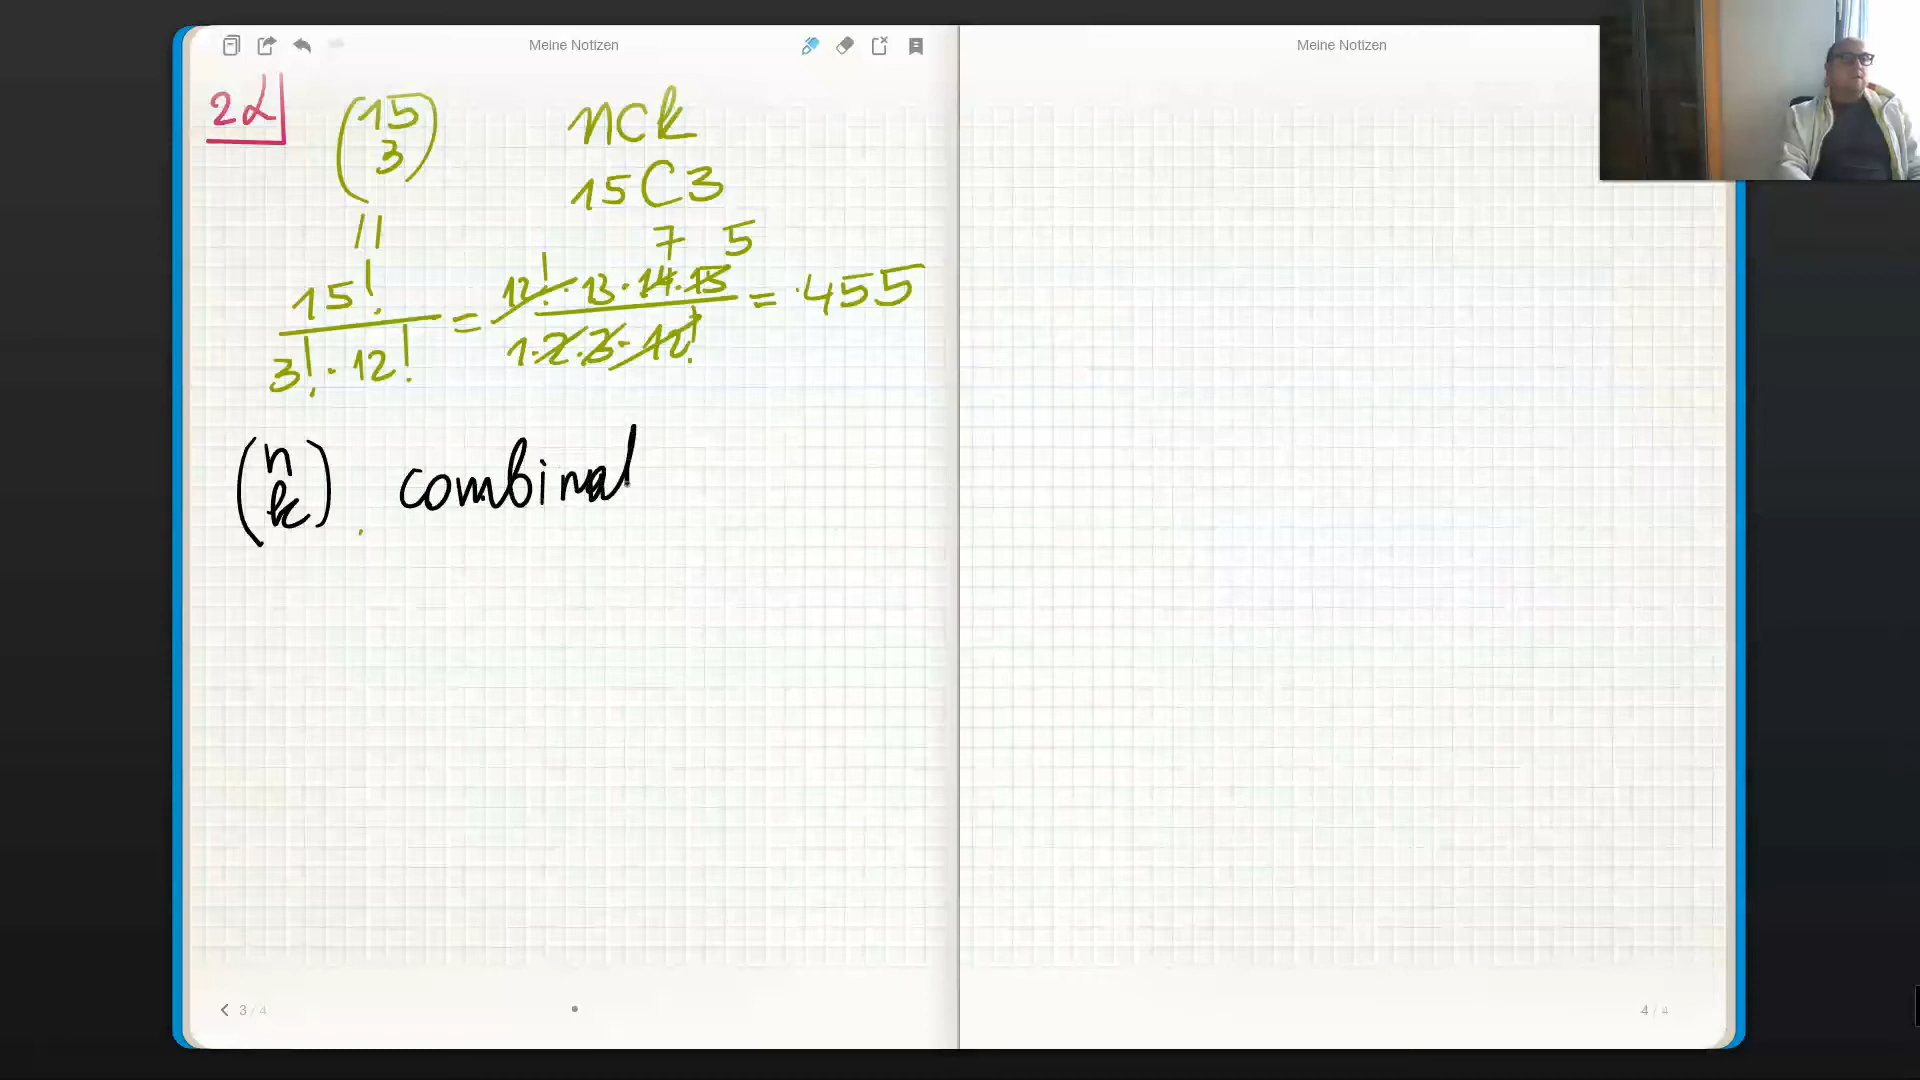 Meine Notizen
Meine Notizen
2α
(15 3)
nCk
15C3
=
7 5
15! / 3! · 12! = 12! · 13 · 14 · 15 / 1 · 2 · 3 · 12! = 455
(n k) combinat
3 / 4
4 / 4